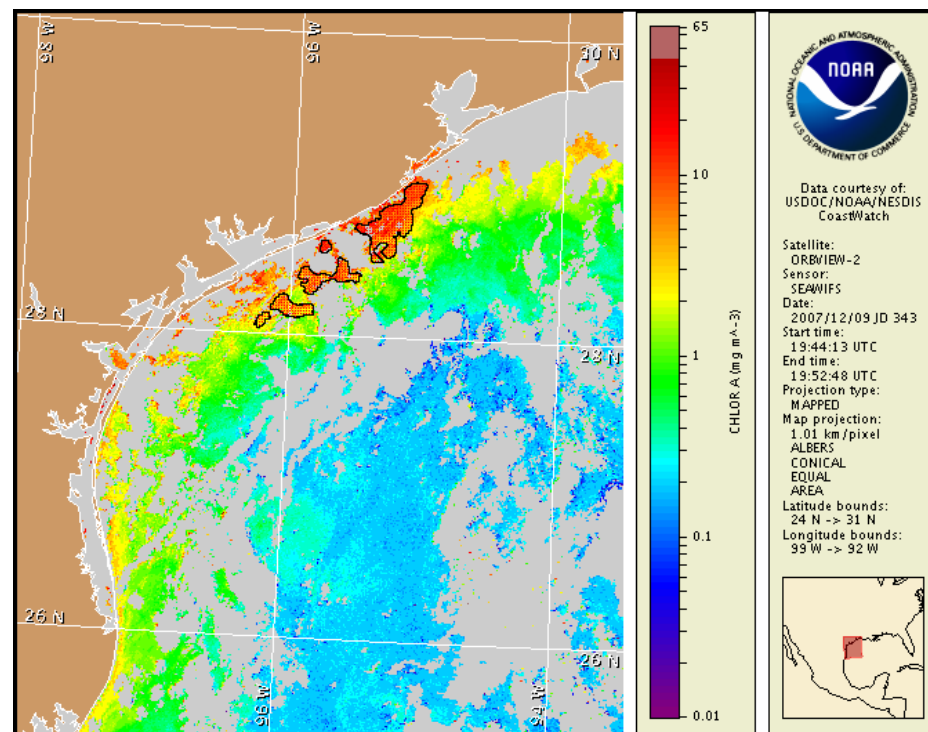 W 86
W 96
30 N
28 N
28 N
26 N
26 N
W 96
W 94
65
10
1
0.1
0.01
CHLOR A (mg m^-3)
NATIONAL OCEANIC AND ATMOSPHERIC ADMINISTRATION
NOAA
U.S. DEPARTMENT OF COMMERCE
Data courtesy of:
USDOC/NOAA/NESDIS
CoastWatch
Satellite:
ORBVIEW-2
Sensor:
SEAWIFS
Date:
2007/12/09 JD 343
Start time:
19:44:13 UTC
End time:
19:52:48 UTC
Projection type:
MAPPED
Map projection:
1.01 km/pixel
ALBERS
CONICAL
EQUAL
AREA
Latitude bounds:
24 N -> 31 N
Longitude bounds:
99 W -> 92 W